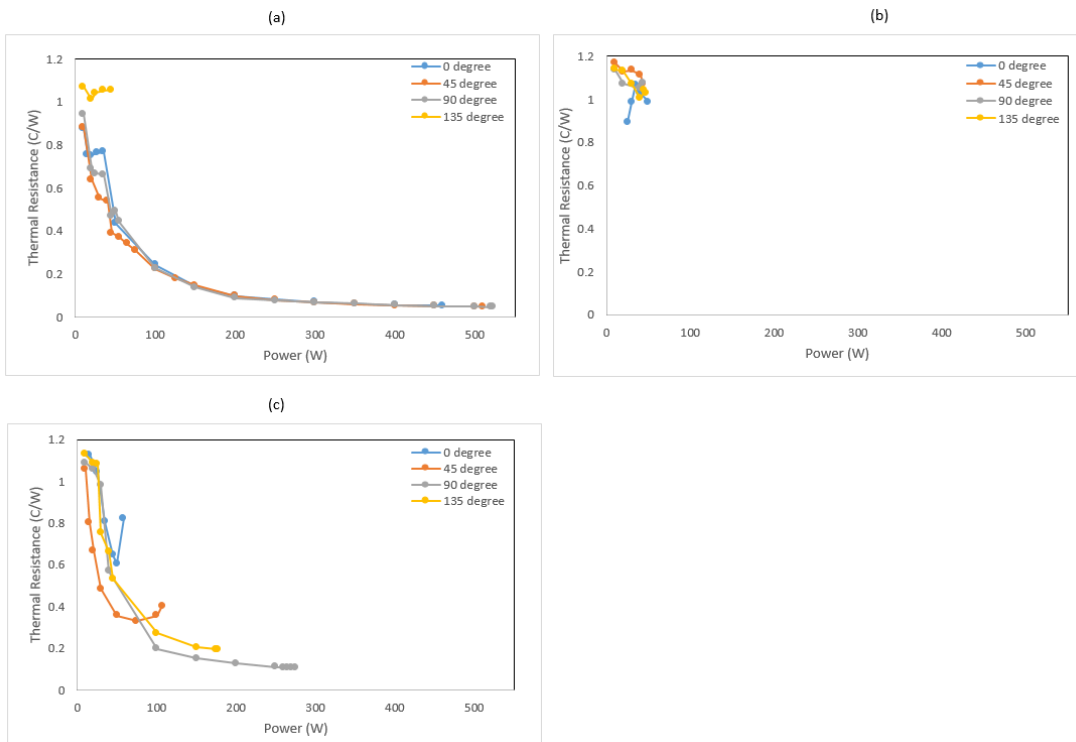 (a)
1.2
1
0.8
0.6
0.4
0.2
0
0 100 200 300 400 500
Thermal Resistance (C/W)
Power (W)
0 degree
45 degree
90 degree
135 degree
(b)
1.2
1
0.8
0.6
0.4
0.2
0
0 100 200 300 400 500
Thermal Resistance (C/W)
Power (W)
0 degree
45 degree
90 degree
135 degree
(c)
1.2
1
0.8
0.6
0.4
0.2
0
0 100 200 300 400 500
Thermal Resistance (C/W)
Power (W)
0 degree
45 degree
90 degree
135 degree